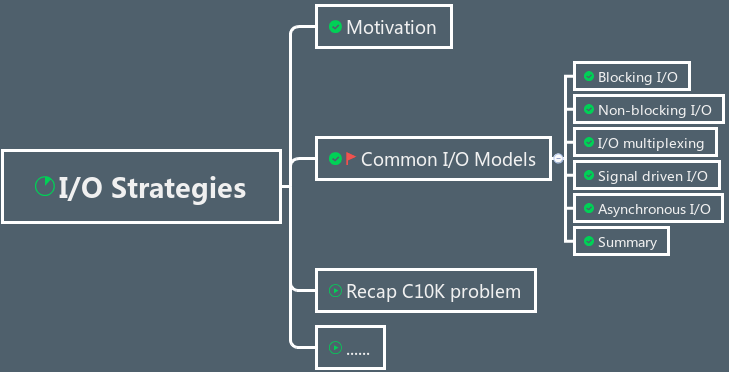 I/O Strategies
Motivation
Common I/O Models
Blocking I/O
Non-blocking I/O
I/O multiplexing
Signal driven I/O
Asynchronous I/O
Summary
Recap C10K problem
......